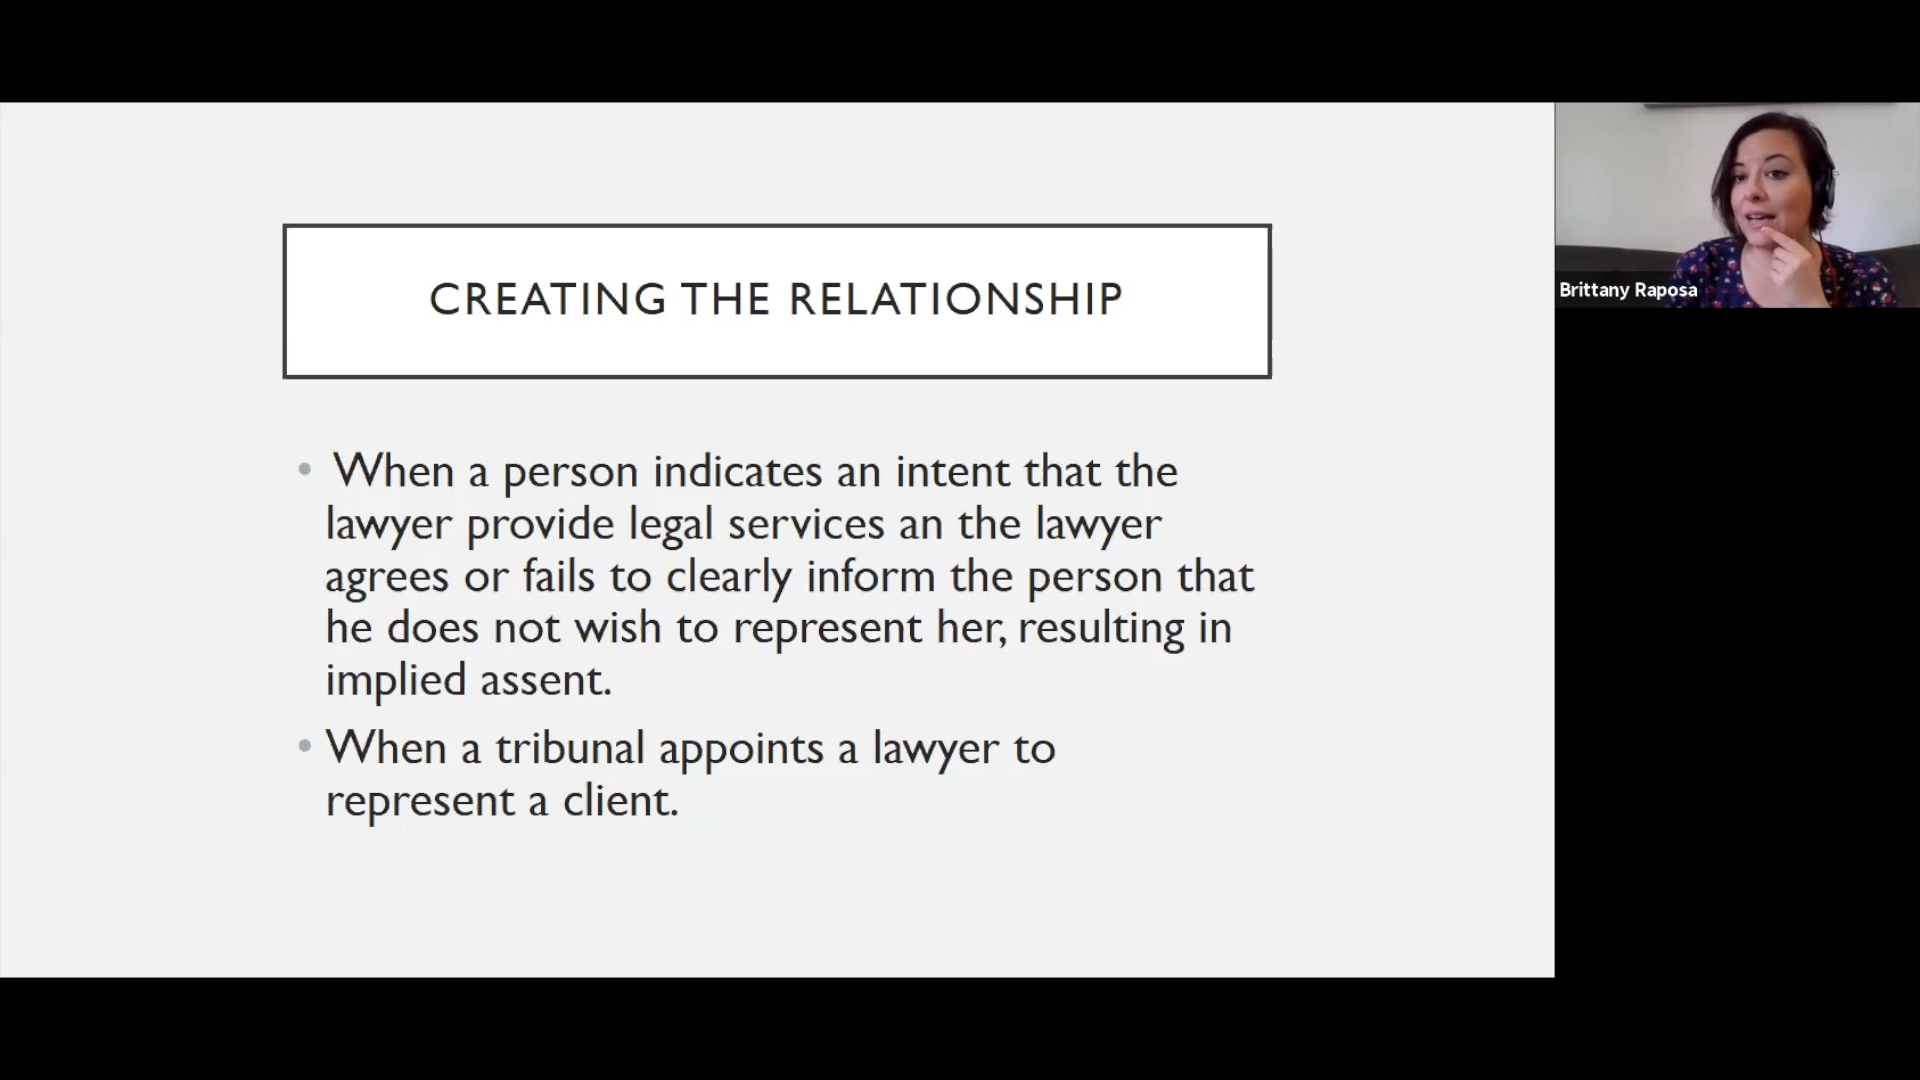 CREATING THE RELATIONSHIP
• When a person indicates an intent that the
lawyer provide legal services an the lawyer
agrees or fails to clearly inform the person that
he does not wish to represent her, resulting in
implied assent.
• When a tribunal appoints a lawyer to
represent a client.
Brittany Raposa